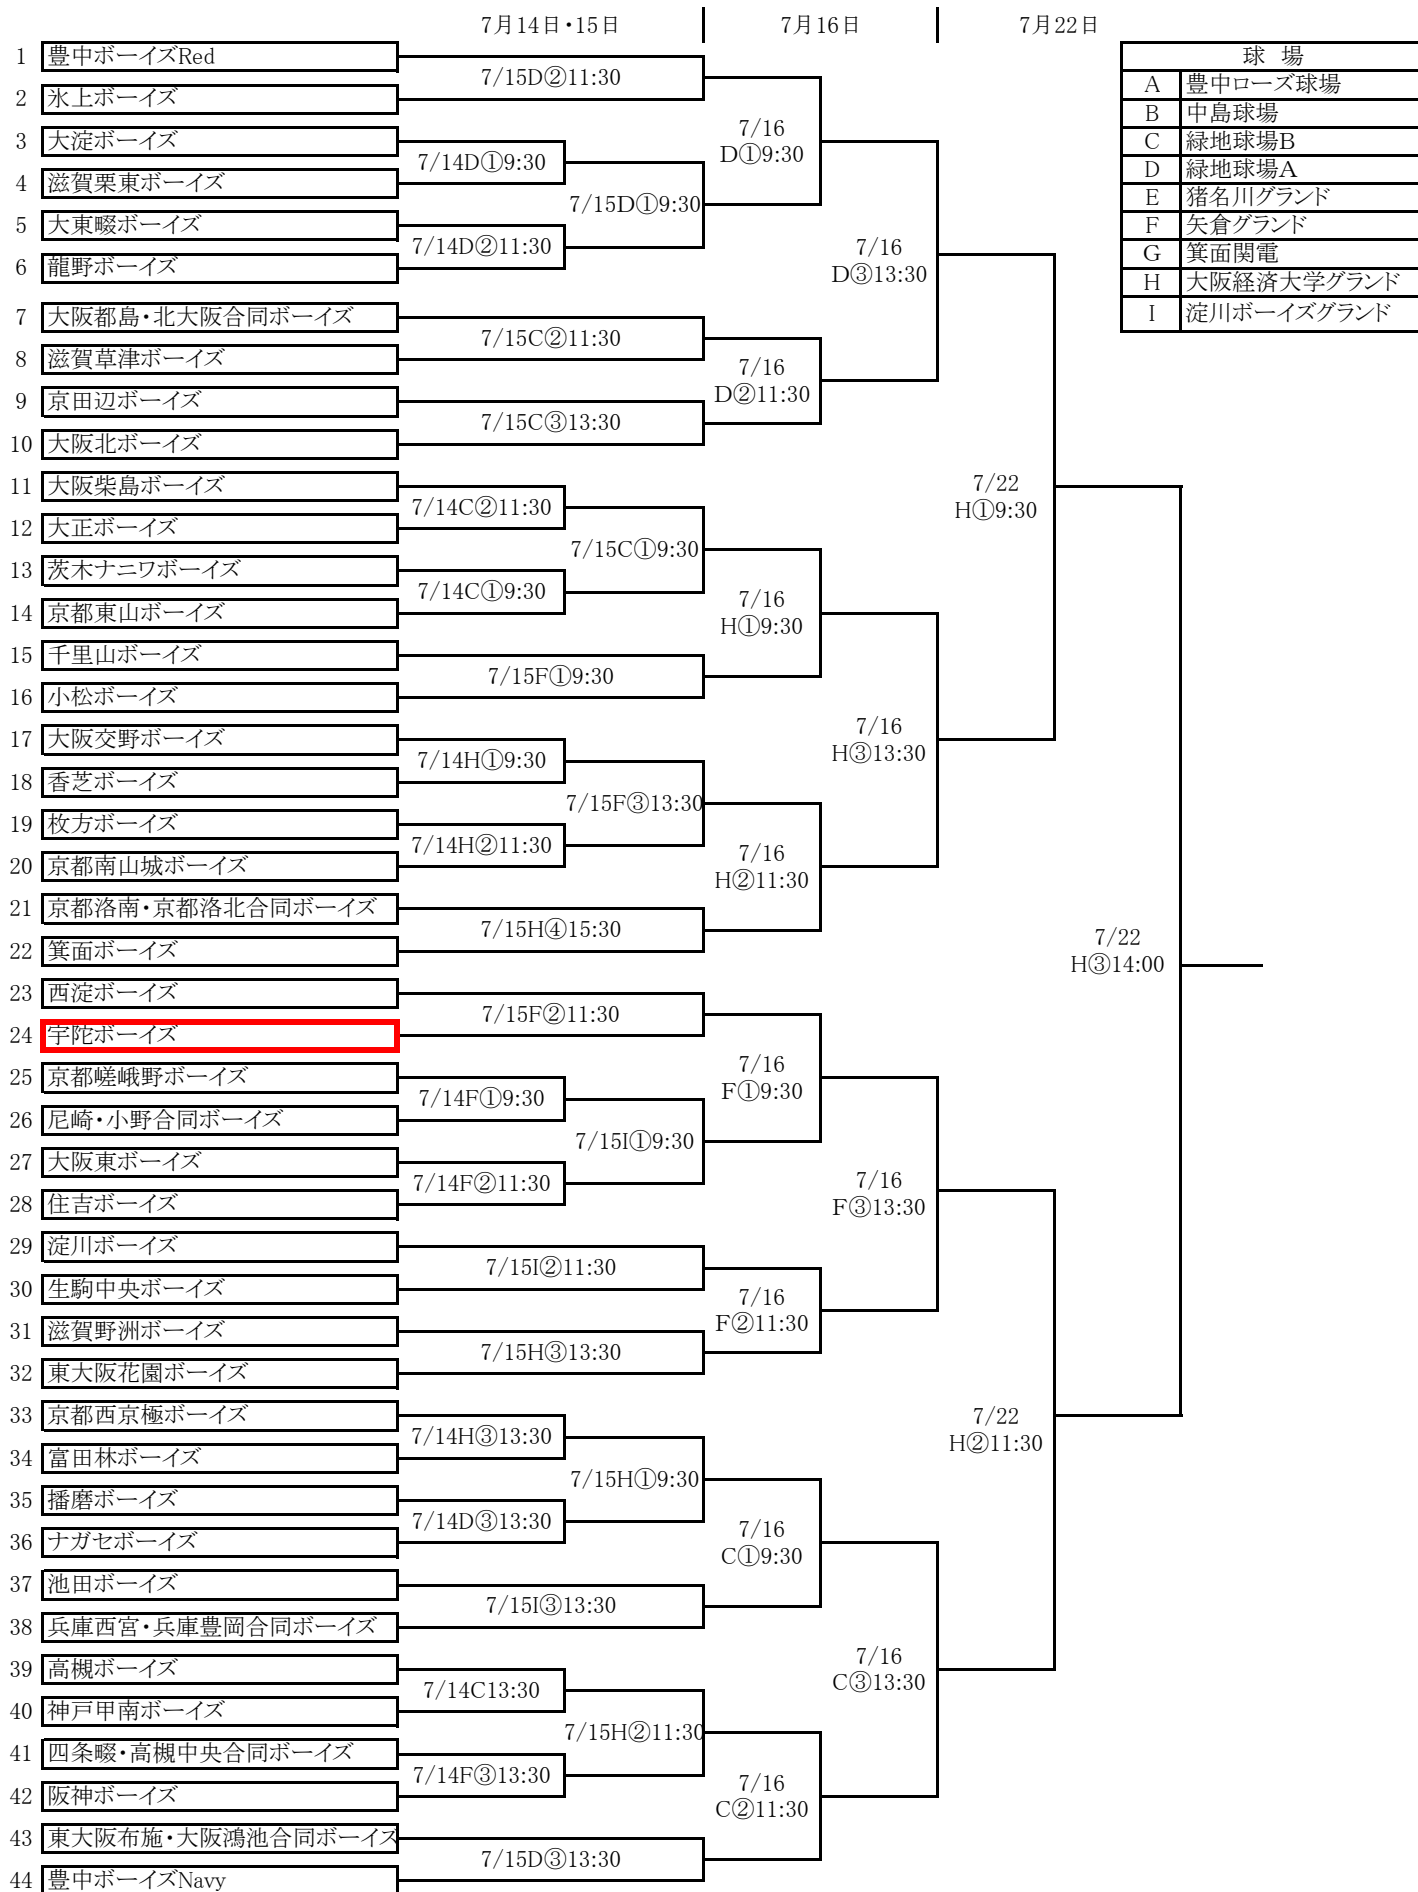 7月14日・15日
7月16日
7月22日
球 場
A 豊中ローズ球場
B 中島球場
C 緑地球場B
D 緑地球場A
E 猪名川グランド
F 矢倉グランド
G 箕面関電
H 大阪経済大学グランド
I 淀川ボーイズグランド
1 豊中ボーイズRed
2 氷上ボーイズ
3 大淀ボーイズ
4 滋賀栗東ボーイズ
5 大東畷ボーイズ
6 龍野ボーイズ
7 大阪都島・北大阪合同ボーイズ
8 滋賀草津ボーイズ
9 京田辺ボーイズ
10 大阪北ボーイズ
11 大阪柴島ボーイズ
12 大正ボーイズ
13 茨木ナニワボーイズ
14 京都東山ボーイズ
15 千里山ボーイズ
16 小松ボーイズ
17 大阪交野ボーイズ
18 香芝ボーイズ
19 枚方ボーイズ
20 京都南山城ボーイズ
21 京都洛南・京都洛北合同ボーイズ
22 箕面ボーイズ
23 西淀ボーイズ
24 宇陀ボーイズ
25 京都嵯峨野ボーイズ
26 尼崎・小野合同ボーイズ
27 大阪東ボーイズ
28 住吉ボーイズ
29 淀川ボーイズ
30 生駒中央ボーイズ
31 滋賀野洲ボーイズ
32 東大阪花園ボーイズ
33 京都西京極ボーイズ
34 富田林ボーイズ
35 播磨ボーイズ
36 ナガセボーイズ
37 池田ボーイズ
38 兵庫西宮・兵庫豊岡合同ボーイズ
39 高槻ボーイズ
40 神戸甲南ボーイズ
41 四条畷・高槻中央合同ボーイズ
42 阪神ボーイズ
43 東大阪布施・大阪鴻池合同ボーイズ
44 豊中ボーイズNavy
7/14D①9:30
7/14D②11:30
7/14C②11:30
7/14C①9:30
7/14H①9:30
7/14H②11:30
7/14F①9:30
7/14F②11:30
7/14H③13:30
7/14D③13:30
7/14C13:30
7/14F③13:30
7/15D②11:30
7/15D①9:30
7/15C②11:30
7/15C③13:30
7/15C①9:30
7/15F①9:30
7/15F③13:30
7/15H④15:30
7/15F②11:30
7/15I①9:30
7/15I②11:30
7/15H③13:30
7/15H①9:30
7/15I③13:30
7/15H②11:30
7/15D③13:30
7/16
D①9:30
7/16
D②11:30
7/16
H①9:30
7/16
H②11:30
7/16
F①9:30
7/16
F②11:30
7/16
C①9:30
7/16
C②11:30
7/16
D③13:30
7/16
H③13:30
7/16
F③13:30
7/16
C③13:30
7/22
H①9:30
7/22
H②11:30
7/22
H③14:00